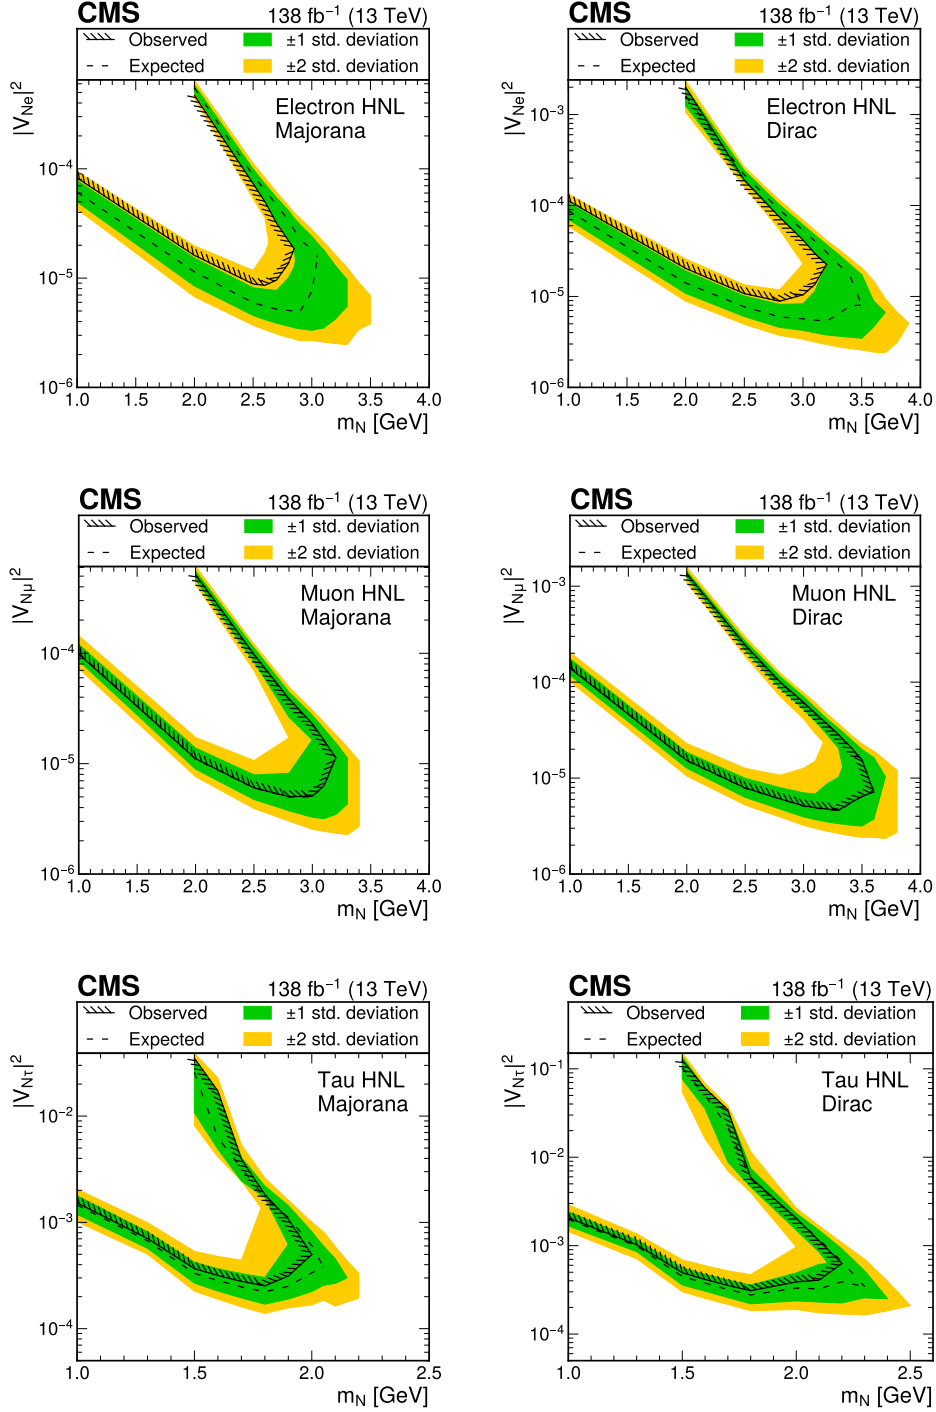 CMS 138 fb⁻¹ (13 TeV)
Observed ±1 std. deviation
Expected ±2 std. deviation
Electron HNL
Majorana
|V_Ne|²
10⁻⁴
10⁻⁵
10⁻⁶
1.0 1.5 2.0 2.5 3.0 3.5 4.0
m_N [GeV]
CMS 138 fb⁻¹ (13 TeV)
Observed ±1 std. deviation
Expected ±2 std. deviation
Electron HNL
Dirac
|V_Ne|²
10⁻³
10⁻⁴
10⁻⁵
10⁻⁶
1.0 1.5 2.0 2.5 3.0 3.5 4.0
m_N [GeV]
CMS 138 fb⁻¹ (13 TeV)
Observed ±1 std. deviation
Expected ±2 std. deviation
Muon HNL
Majorana
|V_Nμ|²
10⁻⁴
10⁻⁵
10⁻⁶
1.0 1.5 2.0 2.5 3.0 3.5 4.0
m_N [GeV]
CMS 138 fb⁻¹ (13 TeV)
Observed ±1 std. deviation
Expected ±2 std. deviation
Muon HNL
Dirac
|V_Nμ|²
10⁻³
10⁻⁴
10⁻⁵
10⁻⁶
1.0 1.5 2.0 2.5 3.0 3.5 4.0
m_N [GeV]
CMS 138 fb⁻¹ (13 TeV)
Observed ±1 std. deviation
Expected ±2 std. deviation
Tau HNL
Majorana
|V_Nτ|²
10⁻²
10⁻³
10⁻⁴
1.0 1.5 2.0 2.5
m_N [GeV]
CMS 138 fb⁻¹ (13 TeV)
Observed ±1 std. deviation
Expected ±2 std. deviation
Tau HNL
Dirac
|V_Nτ|²
10⁻¹
10⁻²
10⁻³
10⁻⁴
1.0 1.5 2.0 2.5
m_N [GeV]